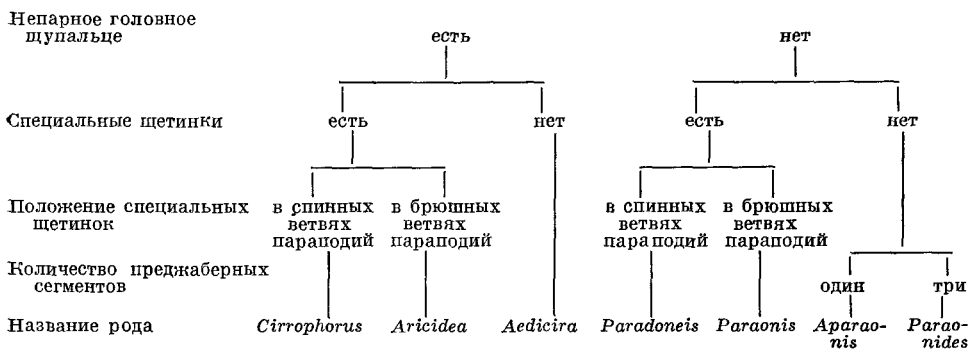 Непарное головное
щупальце
есть
нет
Специальные щетинки
есть
нет
есть
нет
Положение специальных
щетинок
в спинных
ветвях
параподий
в брюшных
ветвях
параподий
в спинных
ветвях
параподий
в брюшных
ветвях
параподий
Количество преджаберных
сегментов
один
три
Название рода
Cirrophorus
Aricidea
Aedicira
Paradoneis
Paraonis
Aparao-
nis
Parao-
nides